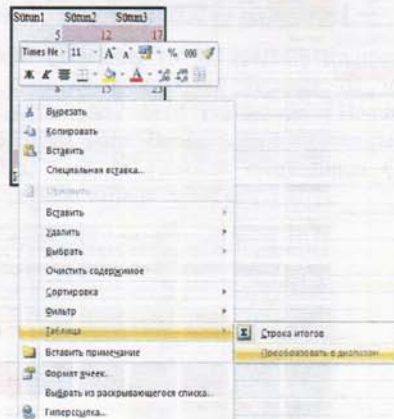 Sütun1 Sütun2 Sütun3
5 12 17
Times Ne 11 A A % 000
Ж К A
8 15 23
Вырезать
Копировать
Вставить
Специальная вставка...
Вставить
Удалить
Выбрать
Очистить содержимое
Сортировка
Фильтр
Таблица
Строка итогов
Преобразовать в диапазон
Вставить примечание
Формат ячеек...
Выбрать из раскрывающегося списка...
Гиперссылка...